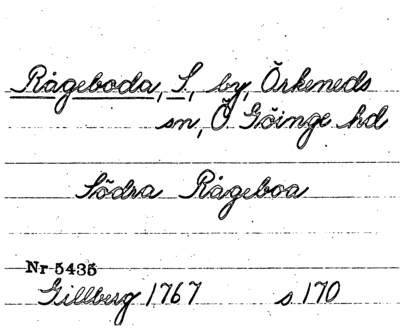 Rågeboda, S, by, Örkeneds
sn, Ö Göinge hd
Södra Rågeboa
Nr 5435
Gillberg 1767 s 170